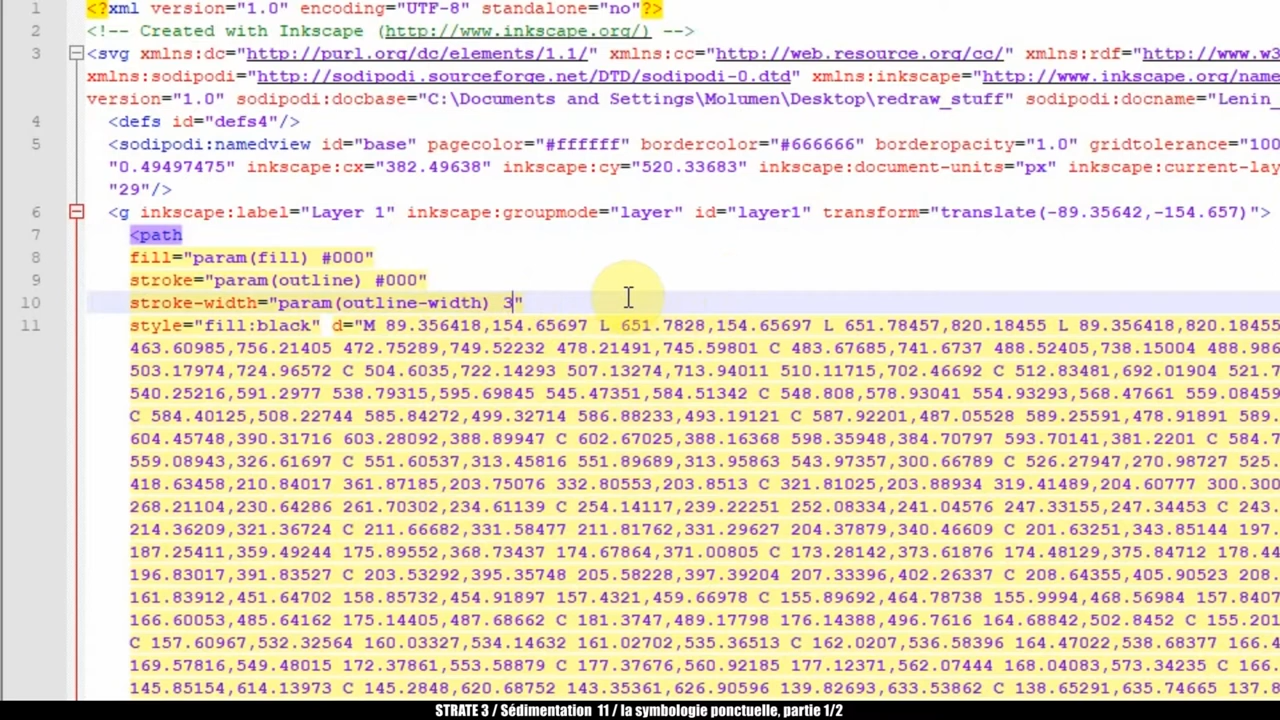 1 <?xml version="1.0" encoding="UTF-8" standalone="no"?>
2 <!-- Created with Inkscape (http://www.inkscape.org/) -->
3 <svg xmlns:dc="http://purl.org/dc/elements/1.1/" xmlns:cc="http://web.resource.org/cc/" xmlns:rdf="http://www.w3
xmlns:sodipodi="http://sodipodi.sourceforge.net/DTD/sodipodi-0.dtd" xmlns:inkscape="http://www.inkscape.org/name
version="1.0" sodipodi:docbase="C:\Documents and Settings\Molumen\Desktop\redraw_stuff" sodipodi:docname="Lenin_
4 <defs id="defs4"/>
5 <sodipodi:namedview id="base" pagecolor="#ffffff" bordercolor="#666666" borderopacity="1.0" gridtolerance="100
"0.49497475" inkscape:cx="382.49638" inkscape:cy="520.33683" inkscape:document-units="px" inkscape:current-lay
"29"/>
6 <g inkscape:label="Layer 1" inkscape:groupmode="layer" id="layer1" transform="translate(-89.35642,-154.657)">
7 <path
8 fill="param(fill) #000"
9 stroke="param(outline) #000"
10 stroke-width="param(outline-width) 3"
11 style="fill:black" d="M 89.356418,154.65697 L 651.7828,154.65697 L 651.78457,820.18455 L 89.356418,820.18455
463.60985,756.21405 472.75289,749.52232 478.21491,745.59801 C 483.67685,741.6737 488.52405,738.15004 488.986
503.17974,724.96572 C 504.6035,722.14293 507.13274,713.94011 510.11715,702.46692 C 512.83481,692.01904 521.7
540.25216,591.2977 538.79315,595.69845 545.47351,584.51342 C 548.808,578.93041 554.93293,568.47661 559.08459
C 584.40125,508.22744 585.84272,499.32714 586.88233,493.19121 C 587.92201,487.05528 589.25591,478.91891 589.
604.45748,390.31716 603.28092,388.89947 C 602.67025,388.16368 598.35948,384.70797 593.70141,381.2201 C 584.7
559.08943,326.61697 C 551.60537,313.45816 551.89689,313.95863 543.97357,300.66789 C 526.27947,270.98727 525.
418.63458,210.84017 361.87185,203.75076 332.80553,203.8513 C 321.81025,203.88934 319.41489,204.60777 300.300
268.21104,230.64286 261.70302,234.61139 C 254.14117,239.22251 252.08334,241.04576 247.33155,247.34453 C 243.
214.36209,321.36724 C 211.66682,331.58477 211.81762,331.29627 204.37879,340.46609 C 201.63251,343.85144 197.
187.25411,359.49244 175.89552,368.73437 174.67864,371.00805 C 173.28142,373.61876 174.48129,375.84712 178.44
196.83017,391.83527 C 203.53292,395.35748 205.58228,397.39204 207.33396,402.26337 C 208.64355,405.90523 208.
161.83912,451.64702 158.85732,454.91897 157.4321,459.66978 C 155.89692,464.78738 155.9994,468.56984 157.8407
166.60053,485.64162 175.14405,487.68662 C 181.3747,489.17798 176.14388,496.7616 164.68842,502.8452 C 155.201
C 157.60967,532.32564 160.03327,534.14632 161.02702,535.36513 C 162.0207,536.58396 164.47022,538.68377 166.4
169.57816,549.48015 172.37861,553.58879 C 177.37676,560.92185 177.12371,562.07444 168.04083,573.34235 C 166.
145.85154,614.13973 C 145.2848,620.68752 143.35361,626.90596 139.82693,633.53862 C 138.65291,635.74665 137.8
STRATE 3 / Sédimentation 11 / la symbologie ponctuelle, partie 1/2